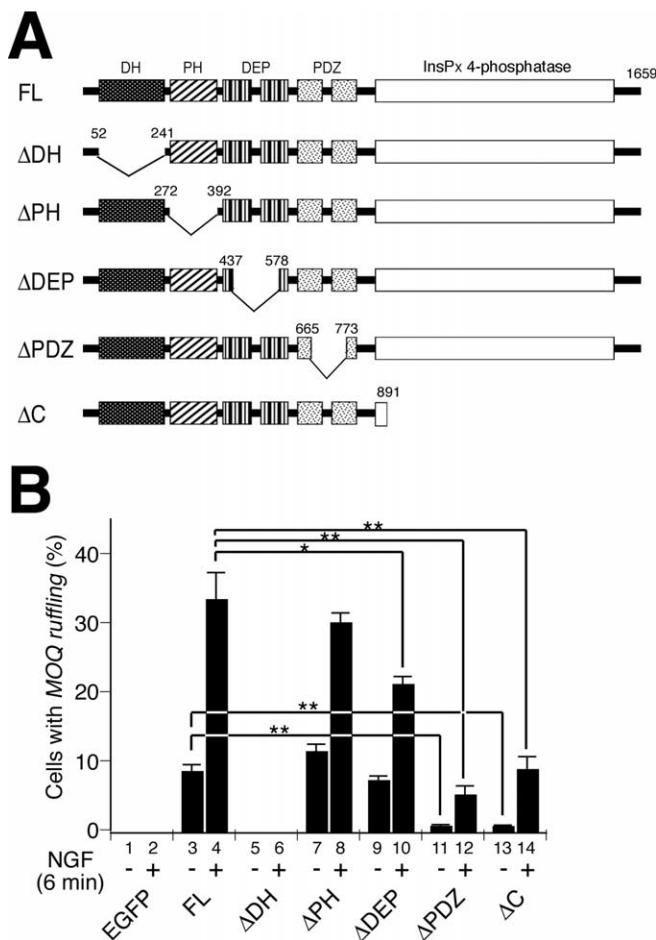 A
DH PH DEP PDZ InsPx 4-phosphatase
FL 1659
ΔDH 52 241
ΔPH 272 392
ΔDEP 437 578
ΔPDZ 665 773
ΔC 891
B
Cells with MOQ ruffling (%)
40
30
20
10
0
**
**
*
**
**
1 2 3 4 5 6 7 8 9 10 11 12 13 14
NGF (6 min) - + - + - + - + - + - + - +
EGFP FL ΔDH ΔPH ΔDEP ΔPDZ ΔC